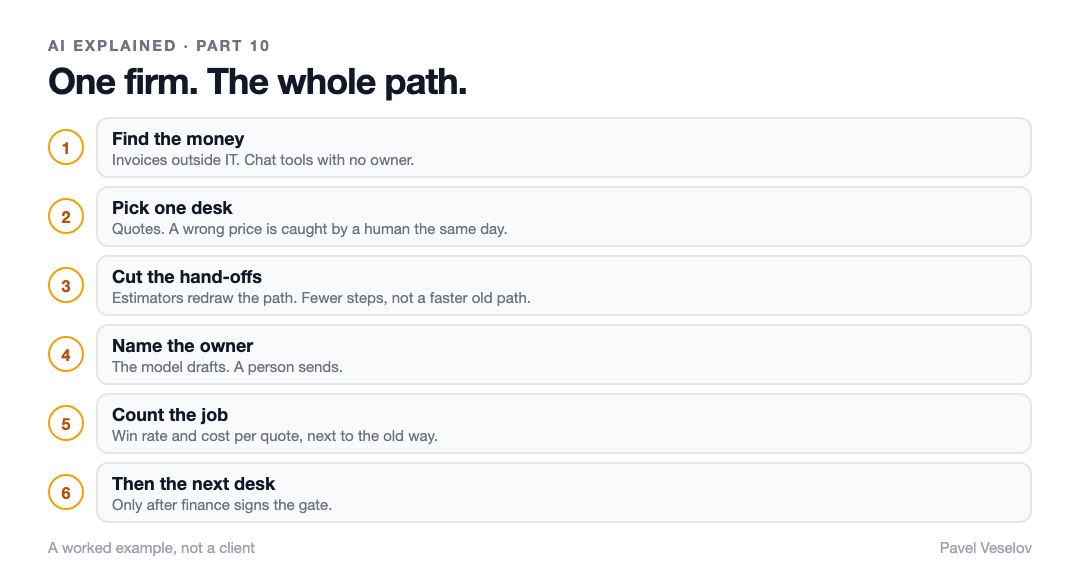 AI EXPLAINED · PART 10
One firm. The whole path.
1
Find the money
Invoices outside IT. Chat tools with no owner.
2
Pick one desk
Quotes. A wrong price is caught by a human the same day.
3
Cut the hand-offs
Estimators redraw the path. Fewer steps, not a faster old path.
4
Name the owner
The model drafts. A person sends.
5
Count the job
Win rate and cost per quote, next to the old way.
6
Then the next desk
Only after finance signs the gate.
A worked example, not a client
Pavel Veselov